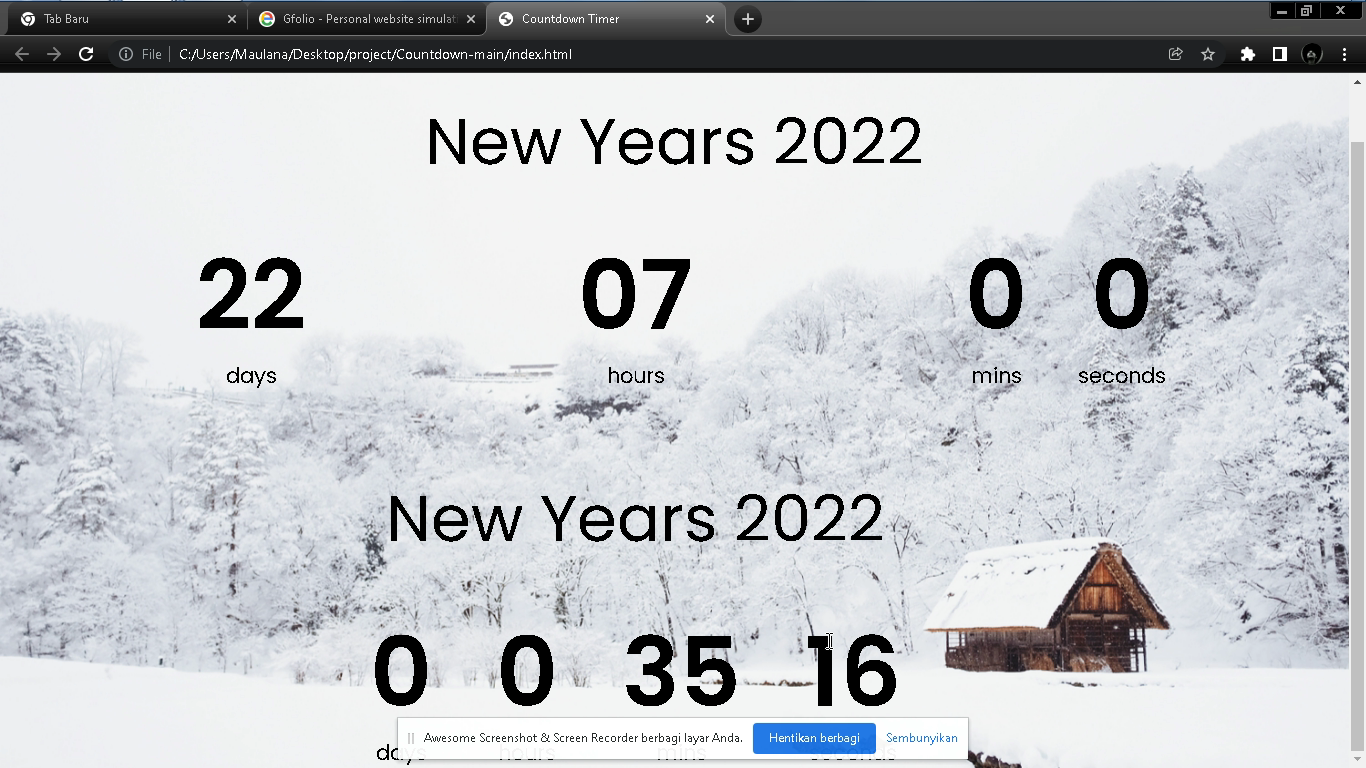 Tab Baru
Gfolio - Personal website simulat
Countdown Timer
File
C:/Users/Maulana/Desktop/project/Countdown-main/index.html
New Years 2022
22 07 0 0
days hours mins seconds
New Years 2022
0 0 35 16
days hours mins seconds
Awesome Screenshot & Screen Recorder berbagi layar Anda.
Hentikan berbagi
Sembunyikan